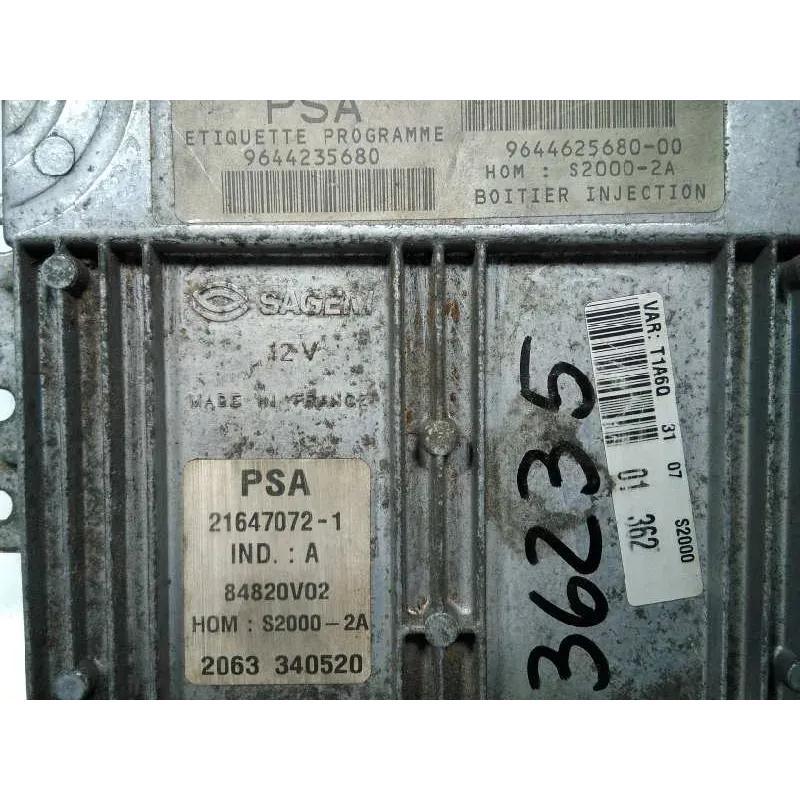 PSA
ETIQUETTE PROGRAMME
9644235680
9644625680-00
HOM : S2000-2A
BOITIER INJECTION
SAGEM
12V
MADE IN FRANCE
PSA
21647072-1
IND. : A
84820V02
HOM : S2000-2A
2063 340520
36235
VAR: T1A6Q 31 07 S2000
01 362